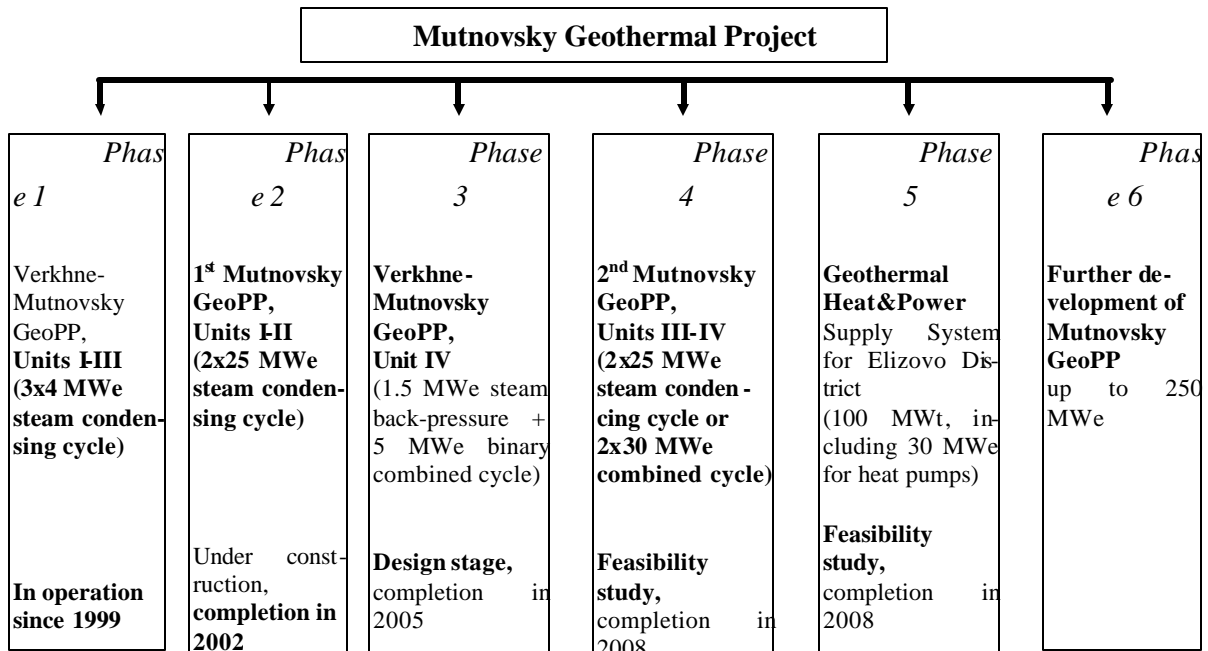 Mutnovsky Geothermal Project
Phas
e 1
Verkhne-
Mutnovsky
GeoPP,
Units I-III
(3x4 MWe
steam conden-
sing cycle)
In operation
since 1999
Phas
e 2
1st Mutnovsky
GeoPP,
Units I-II
(2x25 MWe
steam conden-
sing cycle)
Under const-
ruction,
completion in
2002
Phase
3
Verkhne-
Mutnovsky
GeoPP,
Unit IV
(1.5 MWe steam
back-pressure +
5 MWe binary
combined cycle)
Design stage,
completion in
2005
Phase
4
2nd Mutnovsky
GeoPP,
Units III-IV
(2x25 MWe
steam conden-
cing cycle or
2x30 MWe
combined cycle)
Feasibility
study,
completion in
2008
Phase
5
Geothermal
Heat&Power
Supply System
for Elizovo Dis-
trict
(100 MWt, in-
cluding 30 MWe
for heat pumps)
Feasibility
study,
completion in
2008
Phas
e 6
Further de-
velopment of
Mutnovsky
GeoPP
up to 250
MWe